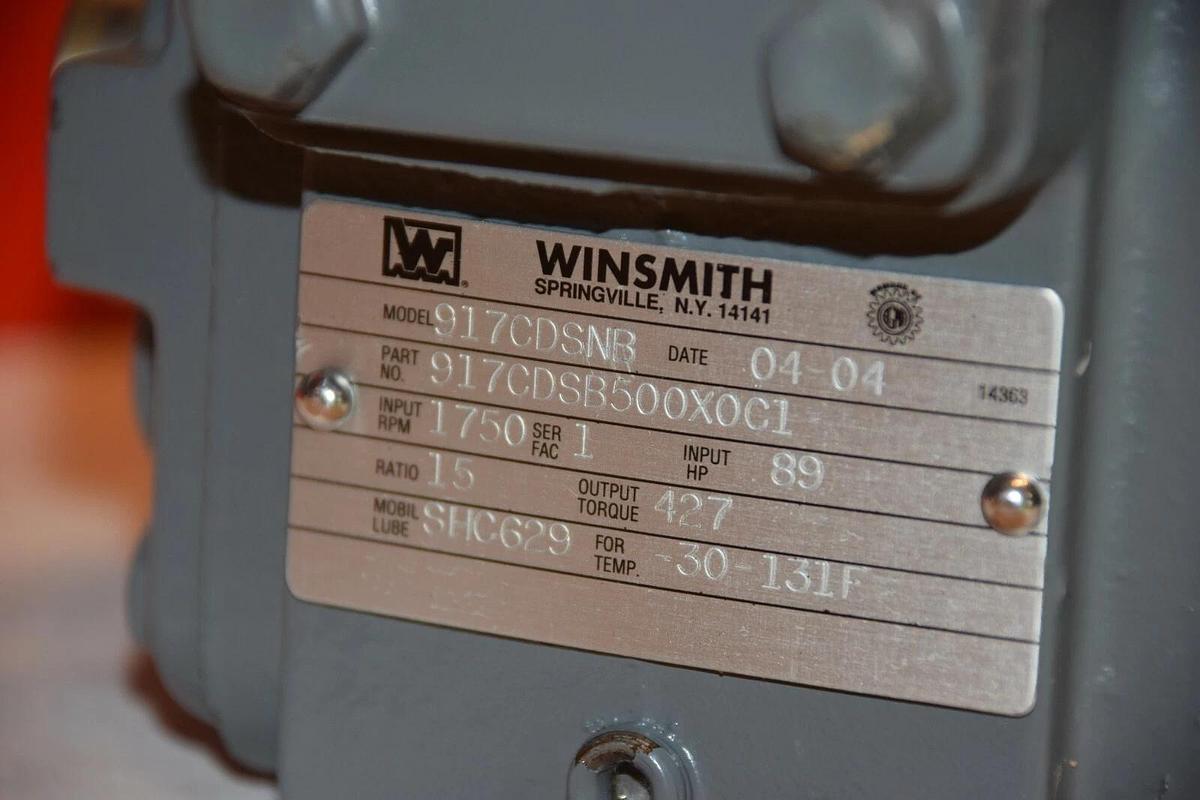 W
WINSMITH
SPRINGVILLE, N.Y. 14141
MODEL 917CDSNB DATE 04-04
14363
PART NO. 917CDSB500X0C1
INPUT RPM 1750 SER FAC 1 INPUT HP 89
RATIO 15 OUTPUT TORQUE 427
MOBIL LUBE SHC629 FOR TEMP. -30-131F